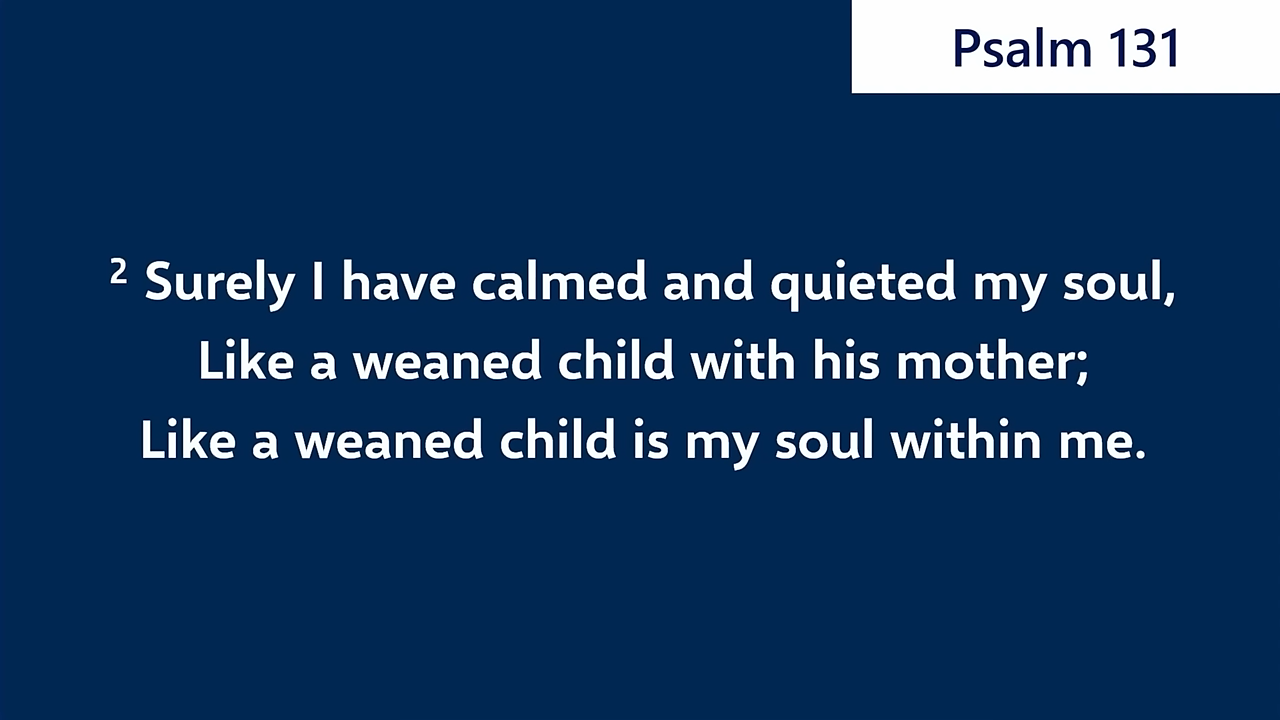 Psalm 131
² Surely I have calmed and quieted my soul,
Like a weaned child with his mother;
Like a weaned child is my soul within me.